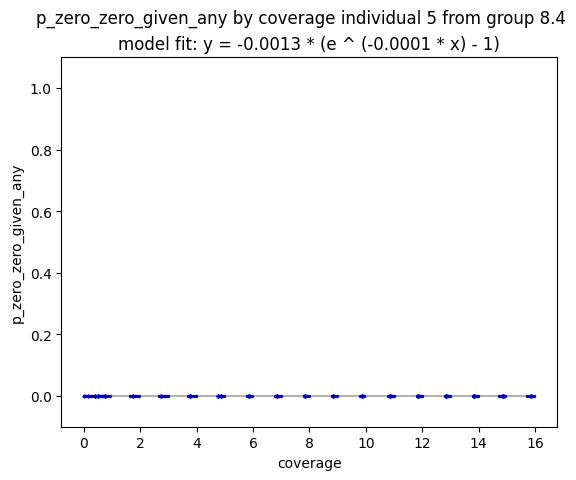 p_zero_zero_given_any by coverage individual 5 from group 8.4
model fit: y = -0.0013 * (e ^ (-0.0001 * x) - 1)
1.0
0.8
0.6
0.4
0.2
0.0
p_zero_zero_given_any
0 2 4 6 8 10 12 14 16
coverage